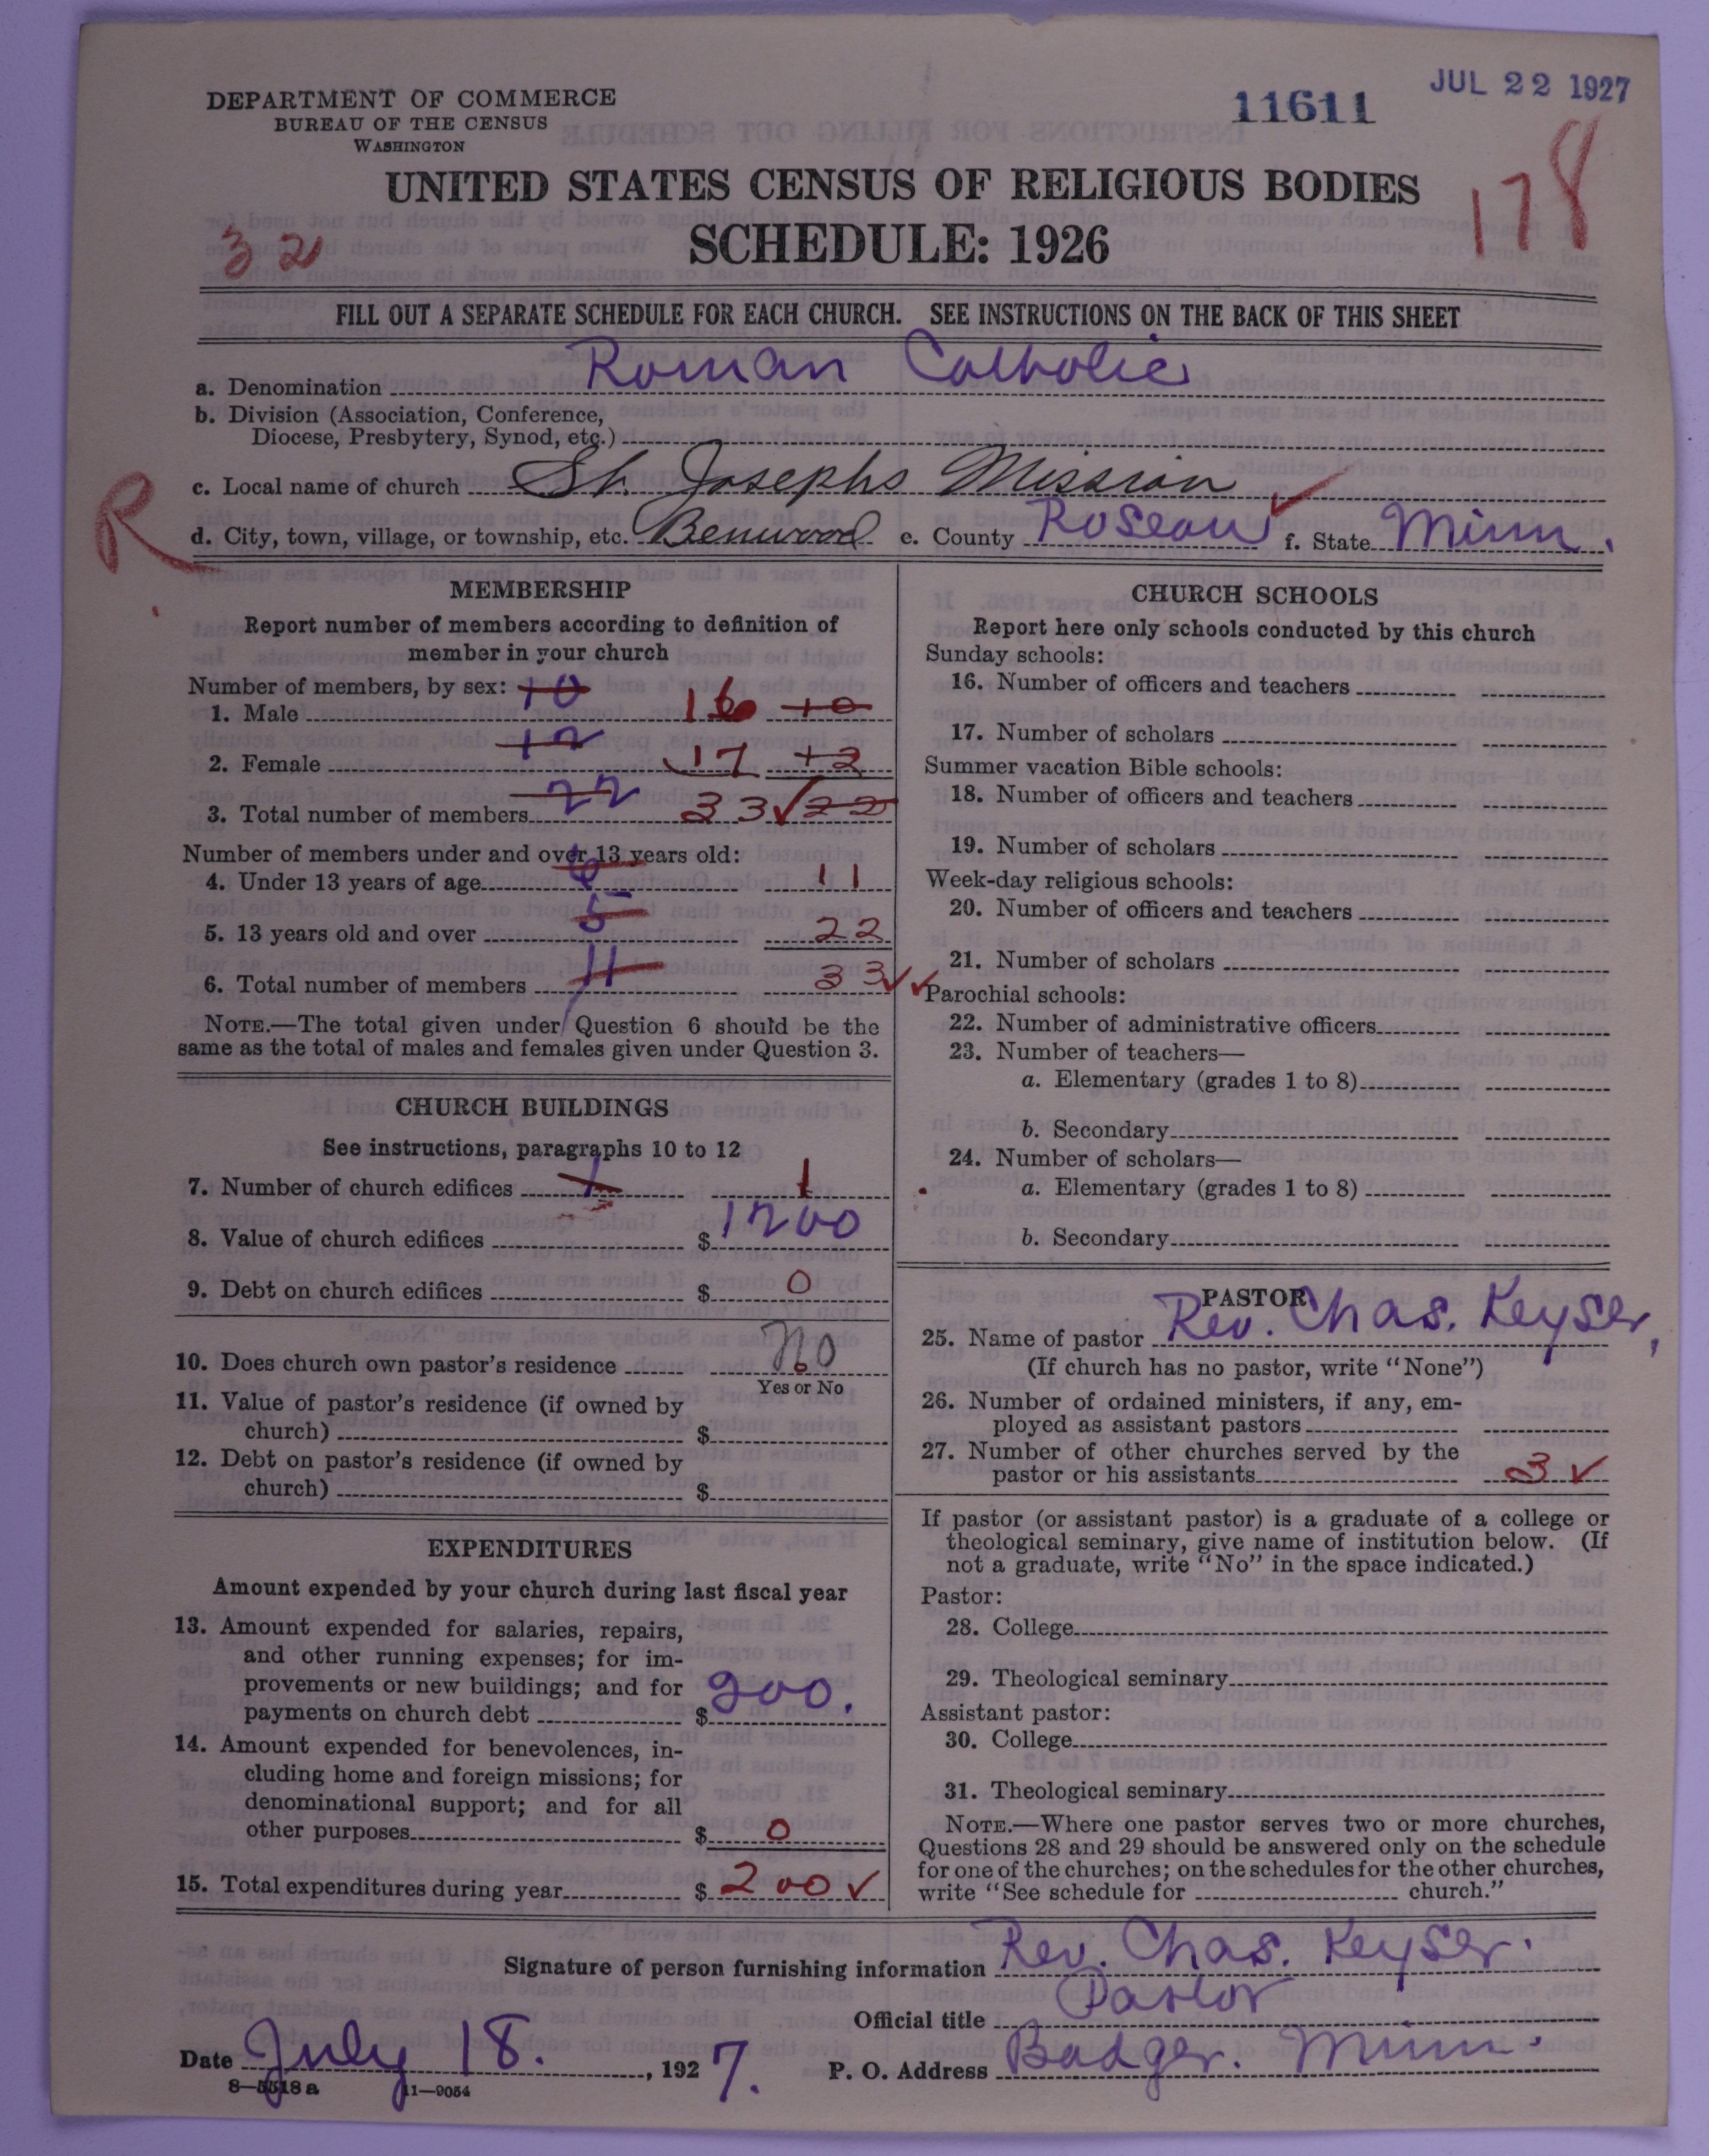 DEPARTMENT OF COMMERCE
BUREAU OF THE CENSUS
WASHINGTON
11611
JUL 22 1927
178
UNITED STATES CENSUS OF RELIGIOUS BODIES
32
SCHEDULE: 1926
FILL OUT A SEPARATE SCHEDULE FOR EACH CHURCH. SEE INSTRUCTIONS ON THE BACK OF THIS SHEET
a. Denomination Roman Catholic
b. Division (Association, Conference,
Diocese, Presbytery, Synod, etc.)
c. Local name of church St. Josephs Mission
R
d. City, town, village, or township, etc. Benwood e. County Roseau f. State Minn.
MEMBERSHIP
Report number of members according to definition of
member in your church
Number of members, by sex: 10
1. Male 16 10
12
2. Female 17 12
22
3. Total number of members 33 ✓ 22
Number of members under and over 13 years old:
6
4. Under 13 years of age 11
5
5. 13 years old and over 22
11
6. Total number of members 33 ✓ ✓
NOTE.—The total given under Question 6 should be the
same as the total of males and females given under Question 3.
CHURCH BUILDINGS
See instructions, paragraphs 10 to 12
7. Number of church edifices 1 1
8. Value of church edifices $ 1200
9. Debt on church edifices $ 0
10. Does church own pastor's residence No
Yes or No
11. Value of pastor's residence (if owned by
church) $
12. Debt on pastor's residence (if owned by
church) $
EXPENDITURES
Amount expended by your church during last fiscal year
13. Amount expended for salaries, repairs,
and other running expenses; for im-
provements or new buildings; and for
payments on church debt $ 200.
14. Amount expended for benevolences, in-
cluding home and foreign missions; for
denominational support; and for all
other purposes $ 0
15. Total expenditures during year $ 200 ✓
CHURCH SCHOOLS
Report here only schools conducted by this church
Sunday schools:
16. Number of officers and teachers
17. Number of scholars
Summer vacation Bible schools:
18. Number of officers and teachers
19. Number of scholars
Week-day religious schools:
20. Number of officers and teachers
21. Number of scholars
Parochial schools:
22. Number of administrative officers
23. Number of teachers—
a. Elementary (grades 1 to 8)
b. Secondary
24. Number of scholars—
a. Elementary (grades 1 to 8)
b. Secondary
PASTOR
25. Name of pastor Rev. Chas. Keyser,
(If church has no pastor, write "None")
26. Number of ordained ministers, if any, em-
ployed as assistant pastors
27. Number of other churches served by the
pastor or his assistants 3 ✓
If pastor (or assistant pastor) is a graduate of a college or
theological seminary, give name of institution below. (If
not a graduate, write "No" in the space indicated.)
Pastor:
28. College
29. Theological seminary
Assistant pastor:
30. College
31. Theological seminary
NOTE.—Where one pastor serves two or more churches,
Questions 28 and 29 should be answered only on the schedule
for one of the churches; on the schedules for the other churches,
write "See schedule for church."
Signature of person furnishing information Rev. Chas. Keyser.
Official title Pastor
Date July 18. , 1927. P. O. Address Badger. Minn.
8—5518 a 11—9054